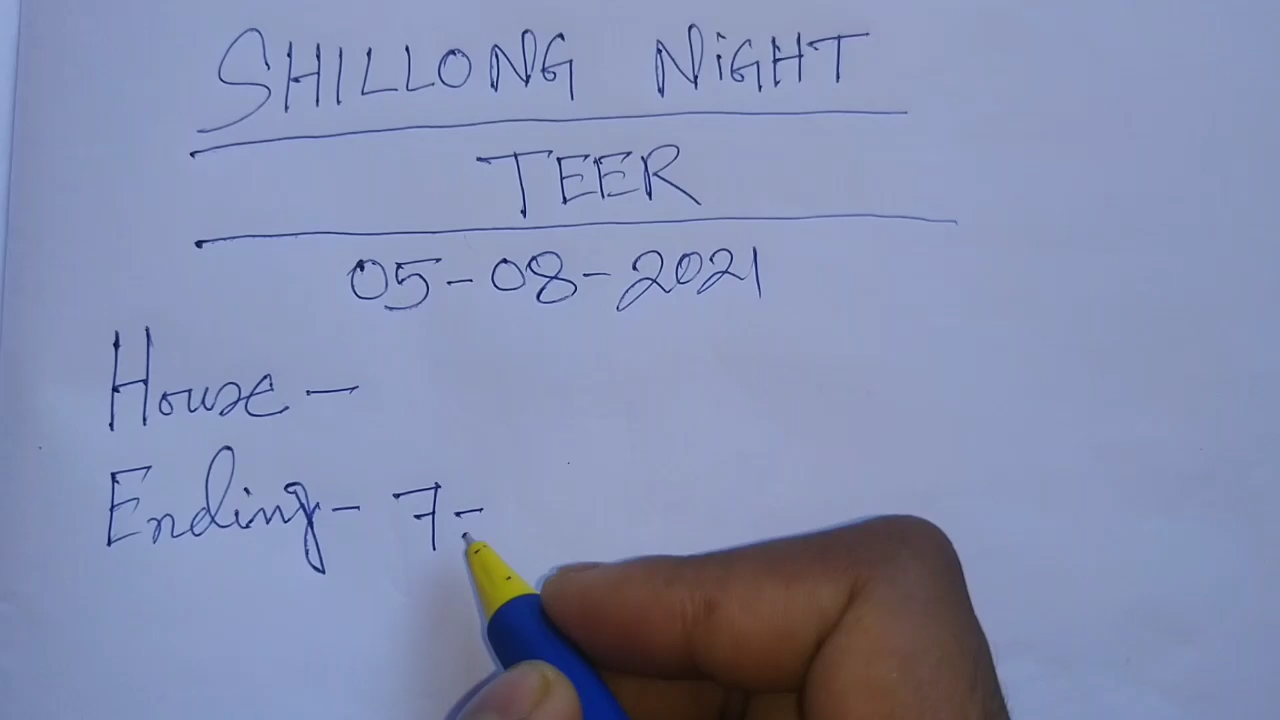 SHILLONG NiGHT
TEER
05-08-2021
House -
Ending - 7-